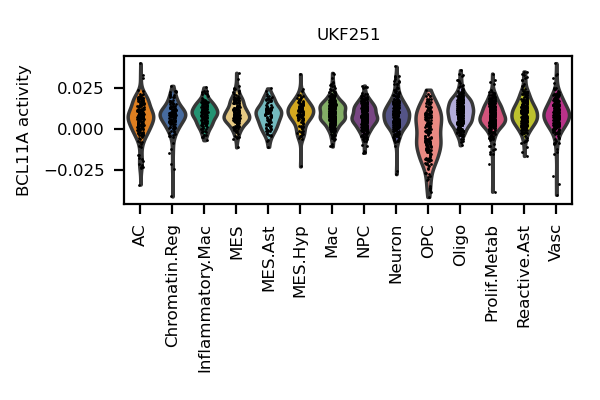 UKF251
BCL11A activity
0.025
0.000
−0.025
AC
Chromatin.Reg
Inflammatory.Mac
MES
MES.Ast
MES.Hyp
Mac
NPC
Neuron
OPC
Oligo
Prolif.Metab
Reactive.Ast
Vasc